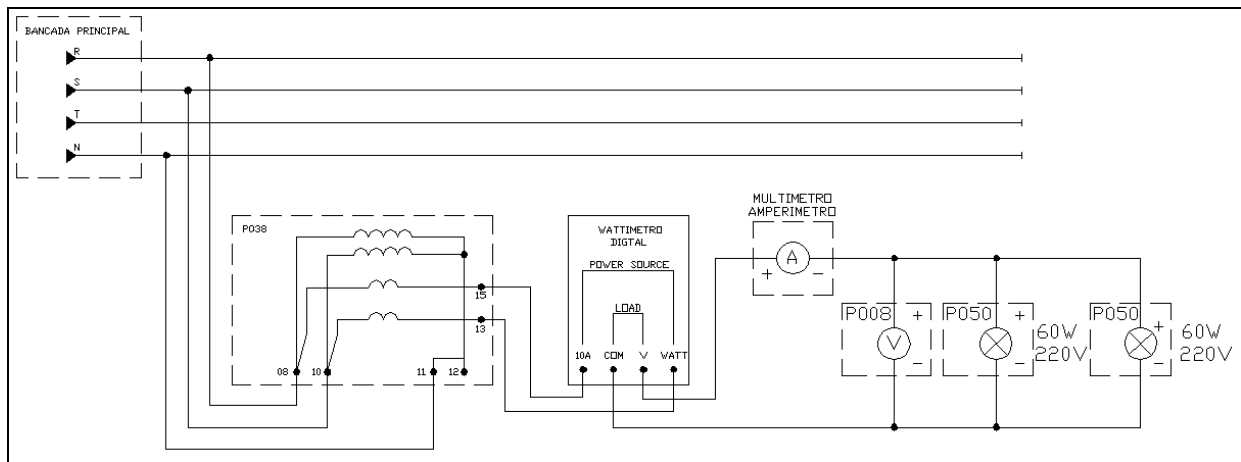 BANCADA PRINCIPAL
R
S
T
N
MULTIMETRO
AMPERIMETRO
A
+ −
PO38
15
13
08 10 11 12
WATTIMETRO
DIGTAL
POWER SOURCE
LOAD
10A COM V WATT
P008 +
V
−
P050 +
−
60W
220V
P050 +
−
60W
220V